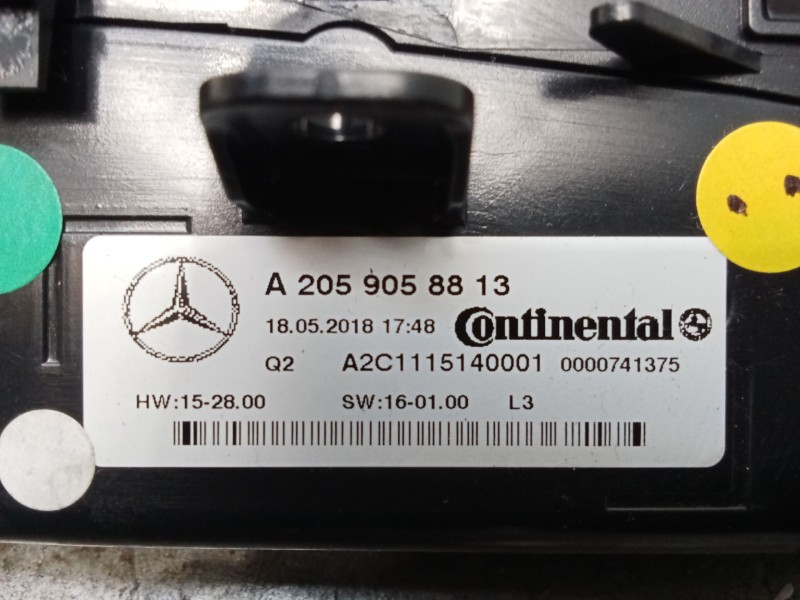 A 205 905 88 13
18.05.2018 17:48 Continental
Q2 A2C1115140001 0000741375
HW:15-28.00 SW:16-01.00 L3